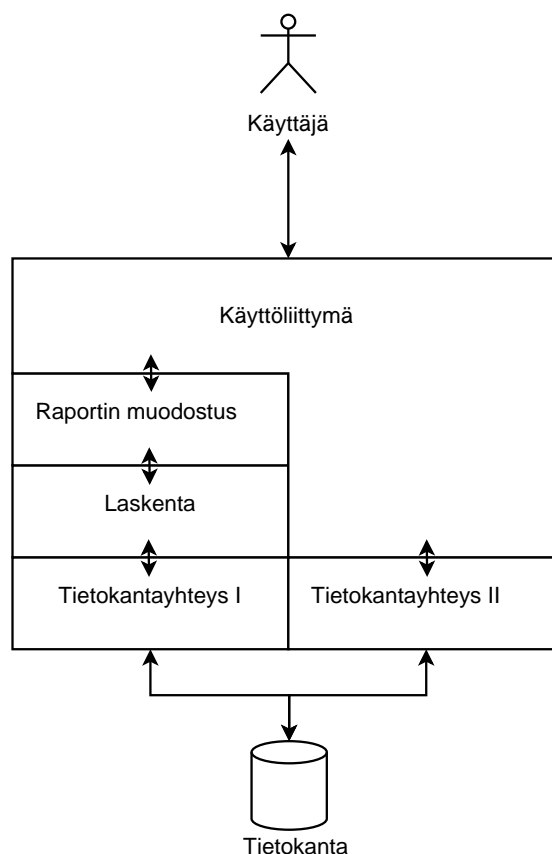 Käyttäjä
Käyttöliittymä
Raportin muodostus
Laskenta
Tietokantayhteys I
Tietokantayhteys II
Tietokanta